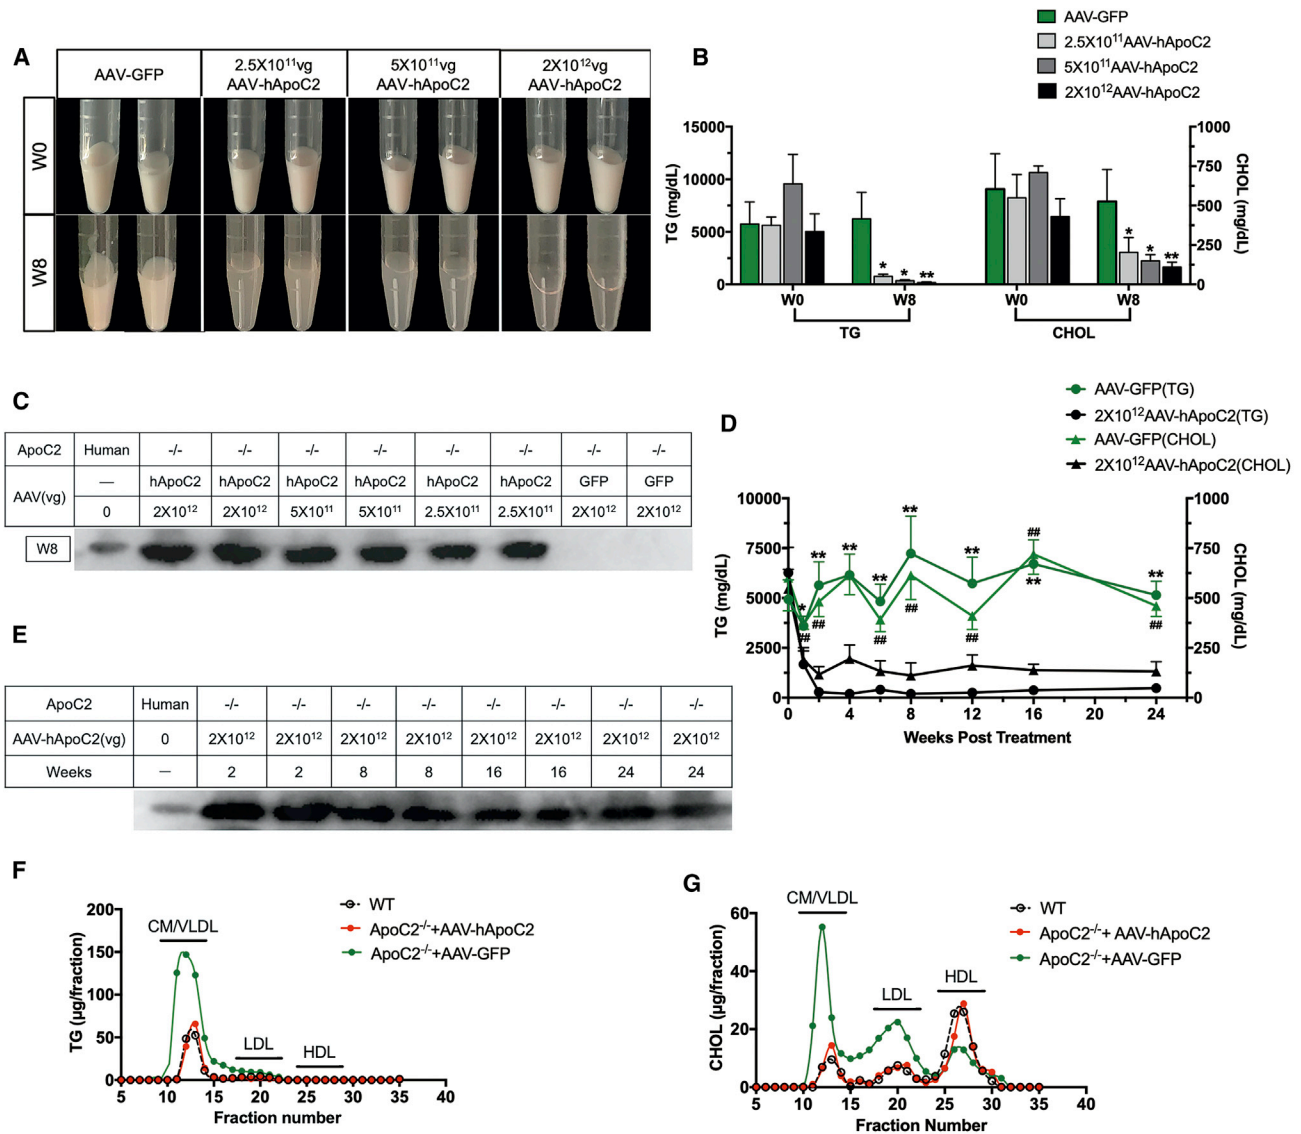 A
AAV-GFP
2.5X10¹¹vg
AAV-hApoC2
5X10¹¹vg
AAV-hApoC2
2X10¹²vg
AAV-hApoC2
W0
W8
B
AAV-GFP
2.5X10¹¹AAV-hApoC2
5X10¹¹AAV-hApoC2
2X10¹²AAV-hApoC2
15000
10000
5000
0
TG (mg/dL)
1000
750
500
250
0
CHOL (mg/dL)
* * **
* * **
W0 W8 W0 W8
TG CHOL
C
ApoC2 Human -/- -/- -/- -/- -/- -/- -/- -/-
AAV(vg) — hApoC2 hApoC2 hApoC2 hApoC2 hApoC2 hApoC2 GFP GFP
0 2X10¹² 2X10¹² 5X10¹¹ 5X10¹¹ 2.5X10¹¹ 2.5X10¹¹ 2X10¹² 2X10¹²
W8
D
AAV-GFP(TG)
2X10¹²AAV-hApoC2(TG)
AAV-GFP(CHOL)
2X10¹²AAV-hApoC2(CHOL)
10000
7500
5000
2500
0
TG (mg/dL)
1000
750
500
250
0
CHOL (mg/dL)
* ** ** ** ** ** ** **
## ## ## ## ## ## ##
0 4 8 12 16 20 24
Weeks Post Treatment
E
ApoC2 Human -/- -/- -/- -/- -/- -/- -/- -/-
AAV-hApoC2(vg) 0 2X10¹² 2X10¹² 2X10¹² 2X10¹² 2X10¹² 2X10¹² 2X10¹² 2X10¹²
Weeks — 2 2 8 8 16 16 24 24
F
WT
ApoC2⁻/⁻+AAV-hApoC2
ApoC2⁻/⁻+AAV-GFP
200
150
100
50
0
TG (µg/fraction)
CM/VLDL
LDL
HDL
5 10 15 20 25 30 35 40
Fraction number
G
WT
ApoC2⁻/⁻+ AAV-hApoC2
ApoC2⁻/⁻+AAV-GFP
60
40
20
0
CHOL (µg/fraction)
CM/VLDL
LDL
HDL
5 10 15 20 25 30 35 40
Fraction Number